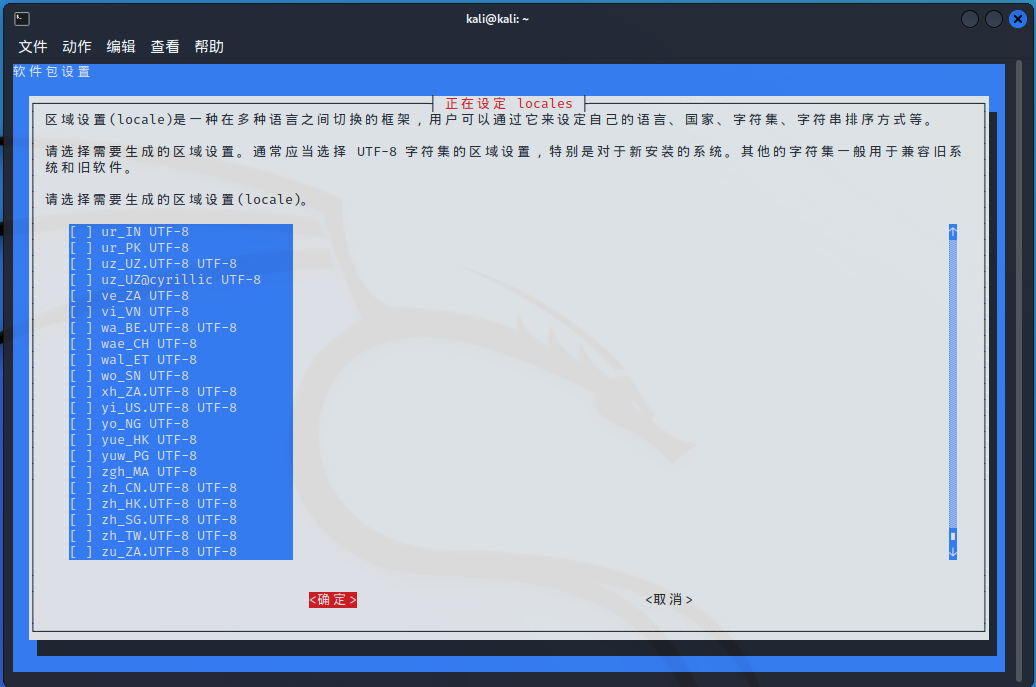 kali@kali: ~
文件 动作 编辑 查看 帮助
软件包设置
正在设定 locales
区域设置(locale)是一种在多种语言之间切换的框架，用户可以通过它来设定自己的语言、国家、字符集、字符串排序方式等。
请选择需要生成的区域设置。通常应当选择 UTF-8 字符集的区域设置，特别是对于新安装的系统。其他的字符集一般用于兼容旧系
统和旧软件。
请选择需要生成的区域设置(locale)。
[ ] ur_IN UTF-8
[ ] ur_PK UTF-8
[ ] uz_UZ.UTF-8 UTF-8
[ ] uz_UZ@cyrillic UTF-8
[ ] ve_ZA UTF-8
[ ] vi_VN UTF-8
[ ] wa_BE.UTF-8 UTF-8
[ ] wae_CH UTF-8
[ ] wal_ET UTF-8
[ ] wo_SN UTF-8
[ ] xh_ZA.UTF-8 UTF-8
[ ] yi_US.UTF-8 UTF-8
[ ] yo_NG UTF-8
[ ] yue_HK UTF-8
[ ] yuw_PG UTF-8
[ ] zgh_MA UTF-8
[ ] zh_CN.UTF-8 UTF-8
[ ] zh_HK.UTF-8 UTF-8
[ ] zh_SG.UTF-8 UTF-8
[ ] zh_TW.UTF-8 UTF-8
[ ] zu_ZA.UTF-8 UTF-8
<确定> <取消>